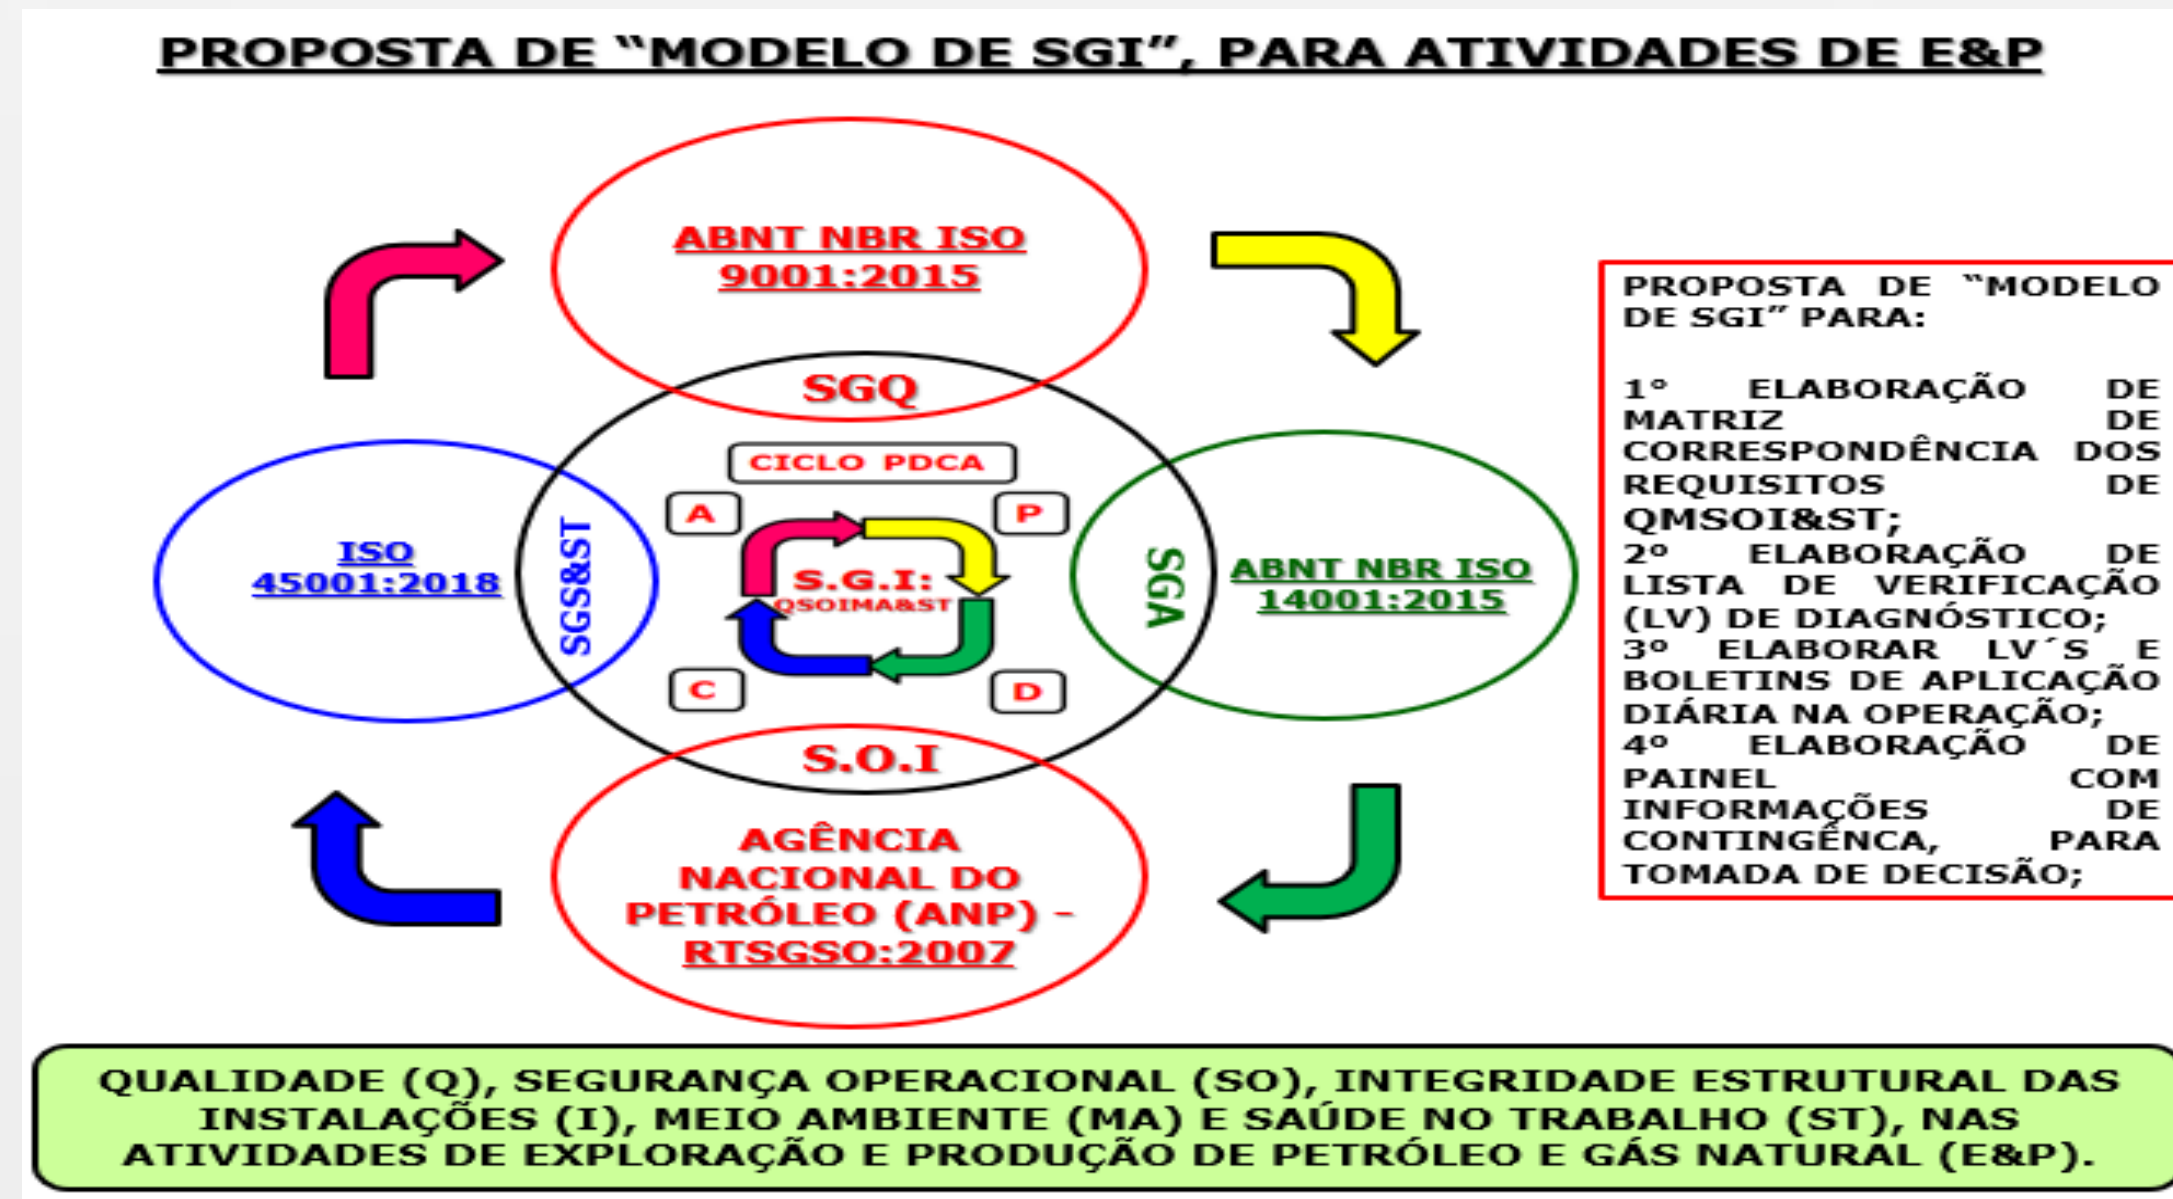 PROPOSTA DE “MODELO DE SGI”, PARA ATIVIDADES DE E&P
ABNT NBR ISO
9001:2015
SGQ
CICLO PDCA
A
P
ISO
45001:2018
SGS&ST
S.G.I:
QSOIMA&ST
SGA
ABNT NBR ISO
14001:2015
C
D
S.O.I
AGÊNCIA
NACIONAL DO
PETRÓLEO (ANP) -
RTSGSO:2007
PROPOSTA DE “MODELO
DE SGI” PARA:
1º ELABORAÇÃO DE
MATRIZ DE
CORRESPONDÊNCIA DOS
REQUISITOS DE
QMSOI&ST;
2º ELABORAÇÃO DE
LISTA DE VERIFICAÇÃO
(LV) DE DIAGNÓSTICO;
3º ELABORAR LV´S E
BOLETINS DE APLICAÇÃO
DIÁRIA NA OPERAÇÃO;
4º ELABORAÇÃO DE
PAINEL COM
INFORMAÇÕES DE
CONTINGÊNCA, PARA
TOMADA DE DECISÃO;
QUALIDADE (Q), SEGURANÇA OPERACIONAL (SO), INTEGRIDADE ESTRUTURAL DAS
INSTALAÇÕES (I), MEIO AMBIENTE (MA) E SAÚDE NO TRABALHO (ST), NAS
ATIVIDADES DE EXPLORAÇÃO E PRODUÇÃO DE PETRÓLEO E GÁS NATURAL (E&P).